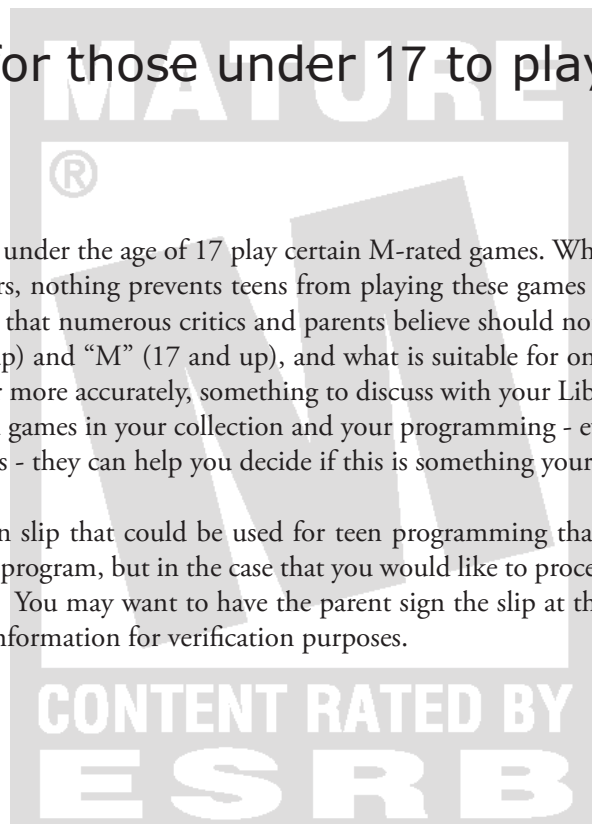 for those under 17 to play
MATURE
®
under the age of 17 play certain M-rated games. Wh
rs, nothing prevents teens from playing these games
that numerous critics and parents believe should no
up) and “M” (17 and up), and what is suitable for on
r more accurately, something to discuss with your Lib
games in your collection and your programming - e
s - they can help you decide if this is something your
n slip that could be used for teen programming tha
program, but in the case that you would like to proce
You may want to have the parent sign the slip at th
nformation for verification purposes.
M
CONTENT RATED BY
ESRB